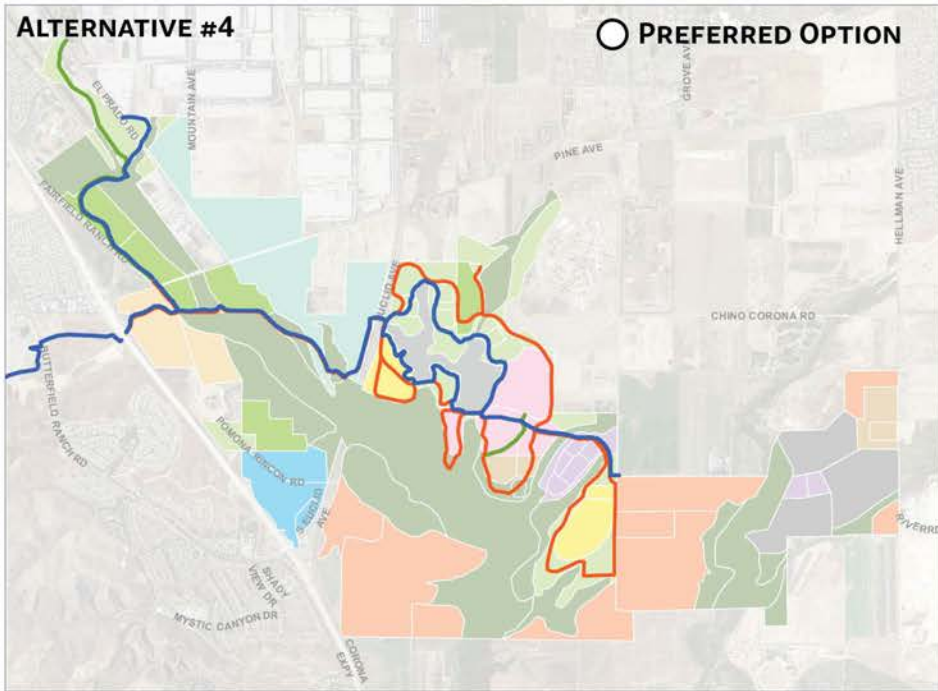 ALTERNATIVE #4
PREFERRED OPTION
EL PRADO RD
MOUNTAIN AVE
GROVE AVE
PINE AVE
HELLMAN AVE
FAIRFIELD RANCH RD
EUCLID AVE
CHINO CORONA RD
BUTTERFIELD RANCH RD
POMONA RINCON RD
S EUCLID
AVE
RIVER RD
SHADY
VIEW DR
MYSTIC CANYON DR
CORONA
EXPY